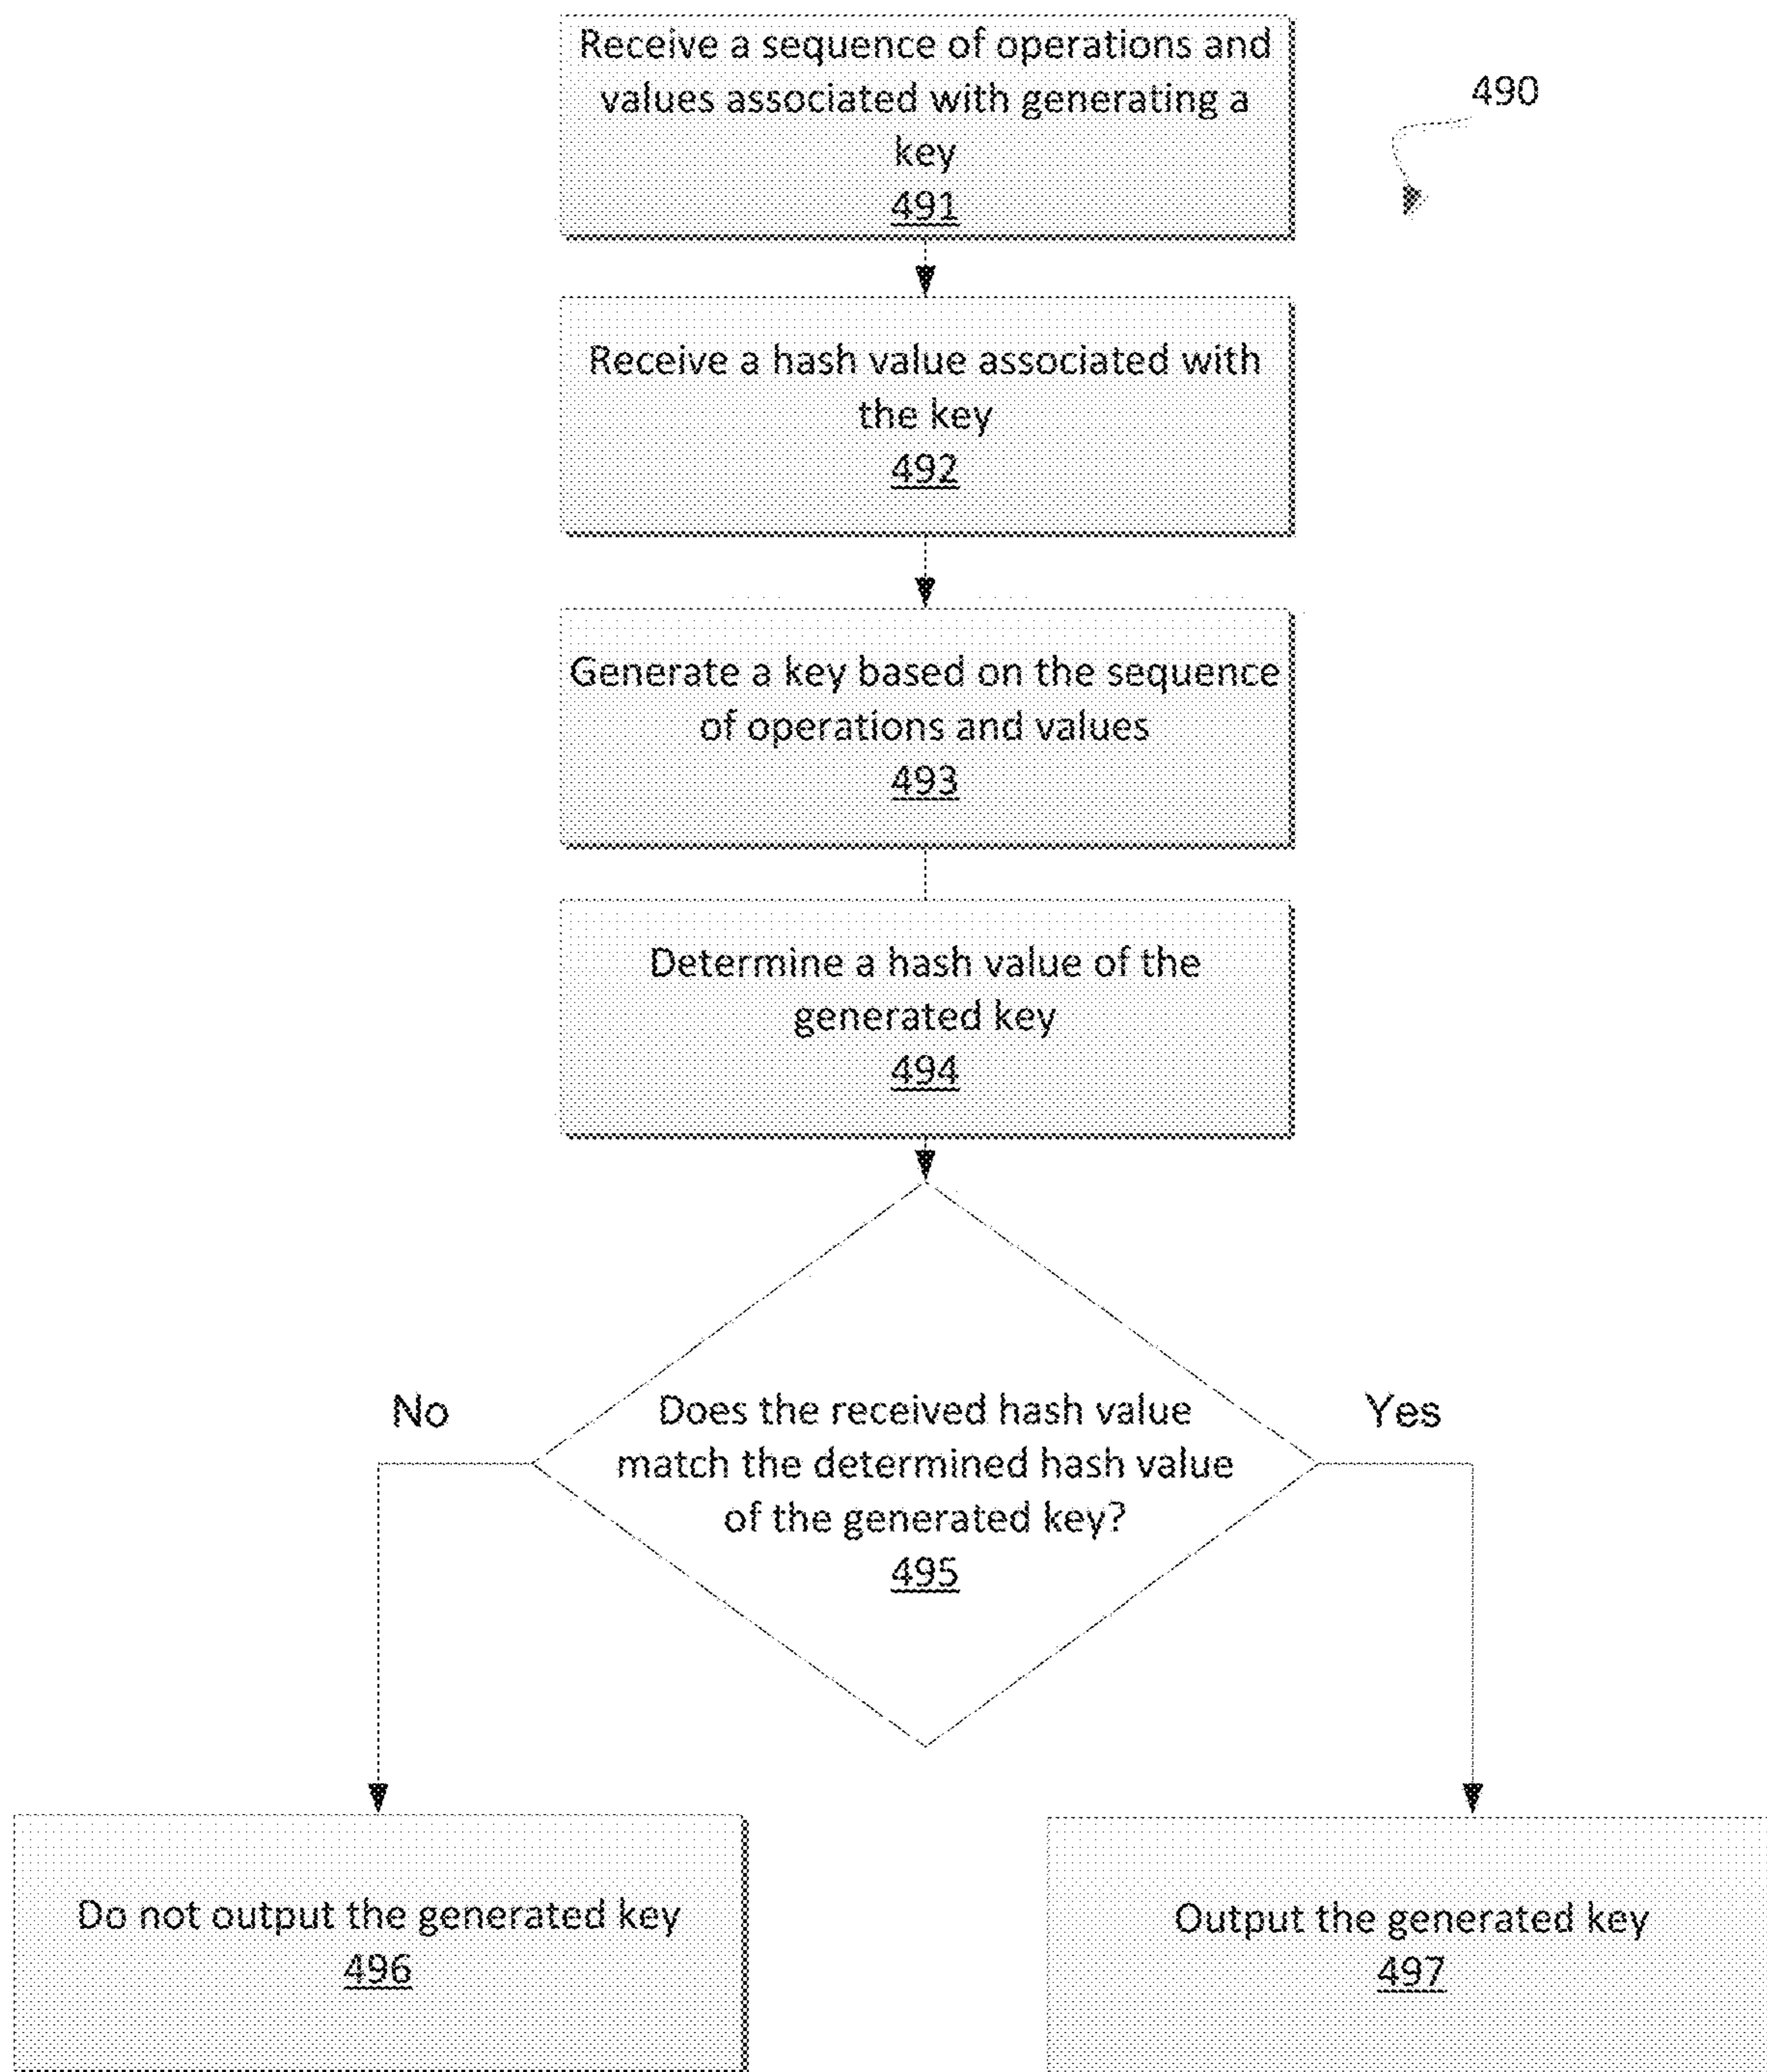 Receive a sequence of operations and
values associated with generating a
key
491
490
Receive a hash value associated with
the key
492
Generate a key based on the sequence
of operations and values
493
Determine a hash value of the
generated key
494
No
Does the received hash value
match the determined hash value
of the generated key?
495
Yes
Do not output the generated key
496
Output the generated key
497